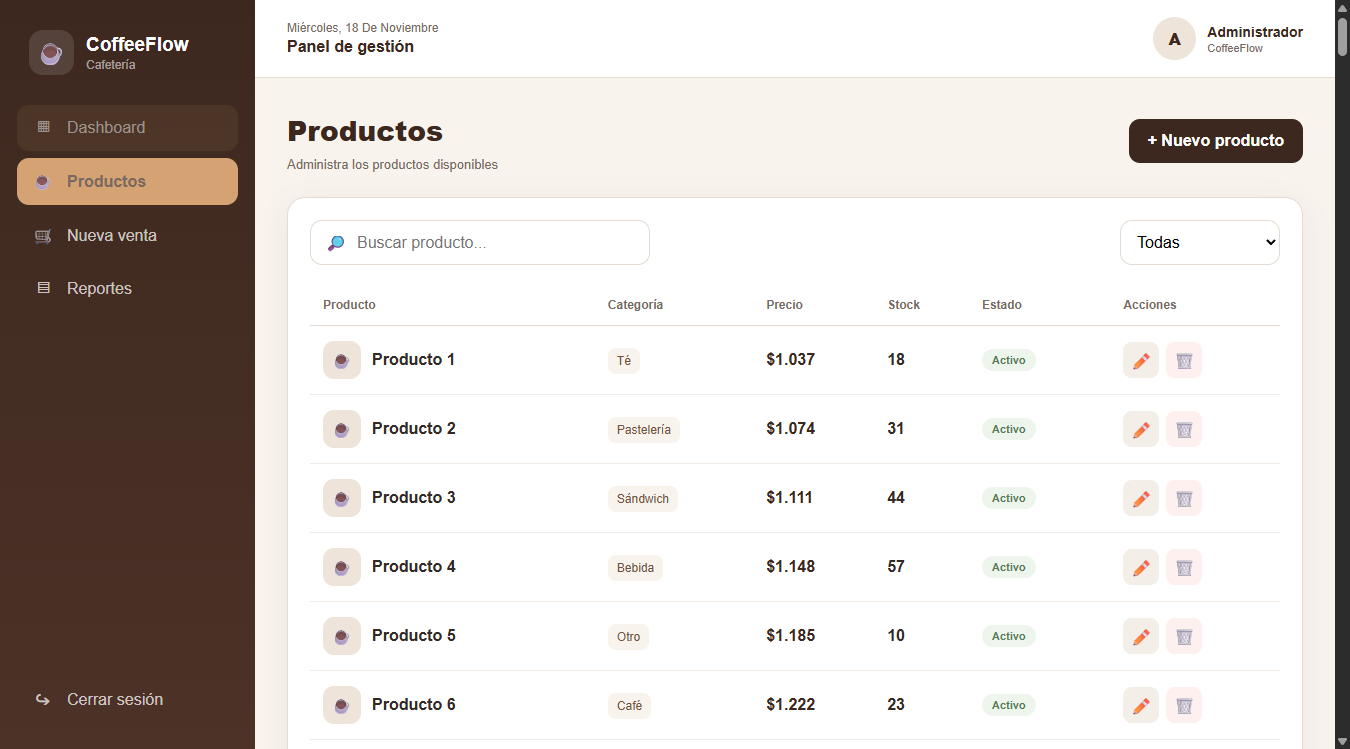 CoffeeFlow
Cafetería
Dashboard
Productos
Nueva venta
Reportes
Cerrar sesión
Miércoles, 18 De Noviembre
Panel de gestión
A
Administrador
CoffeeFlow
Productos
Administra los productos disponibles
+ Nuevo producto
Buscar producto...
Todas
Producto Categoría Precio Stock Estado Acciones
Producto 1 Té $1.037 18 Activo
Producto 2 Pastelería $1.074 31 Activo
Producto 3 Sándwich $1.111 44 Activo
Producto 4 Bebida $1.148 57 Activo
Producto 5 Otro $1.185 10 Activo
Producto 6 Café $1.222 23 Activo